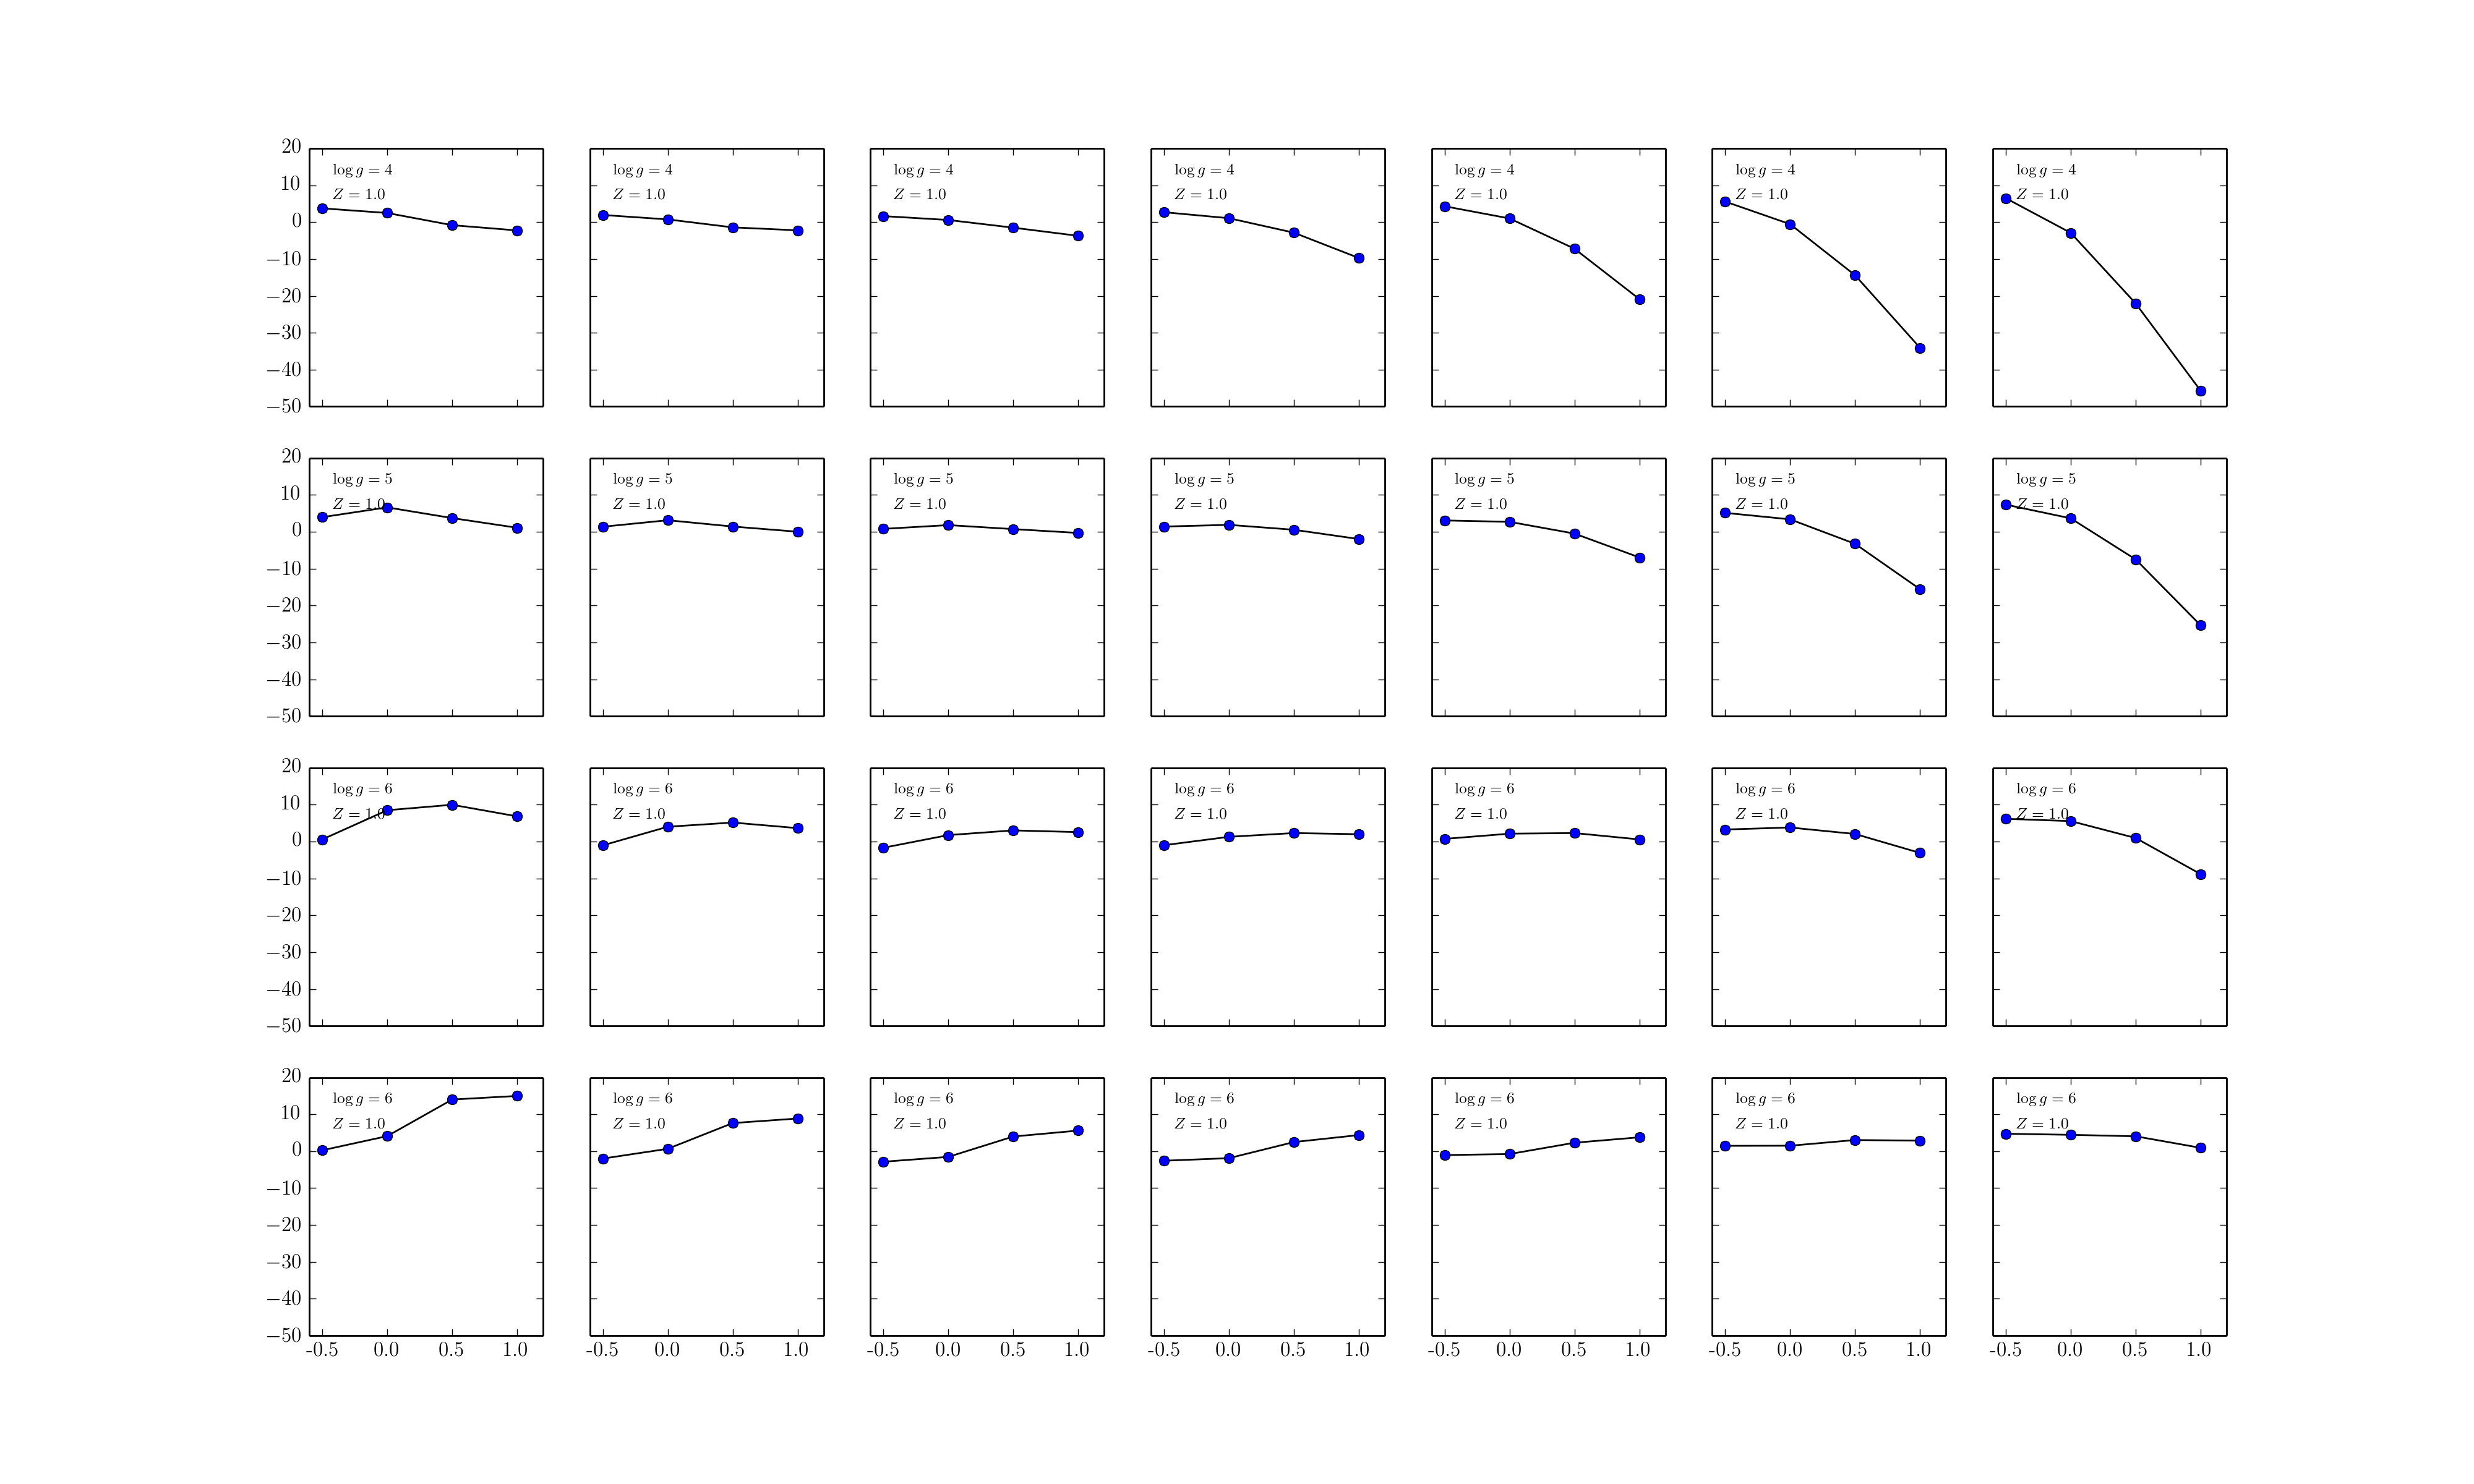 20
10
0
−10
−20
−30
−40
−50
log g = 4
Z = 1.0
log g = 4
Z = 1.0
log g = 4
Z = 1.0
log g = 4
Z = 1.0
log g = 4
Z = 1.0
log g = 4
Z = 1.0
log g = 4
Z = 1.0
20
10
0
−10
−20
−30
−40
−50
log g = 5
Z = 1.0
log g = 5
Z = 1.0
log g = 5
Z = 1.0
log g = 5
Z = 1.0
log g = 5
Z = 1.0
log g = 5
Z = 1.0
log g = 5
Z = 1.0
20
10
0
−10
−20
−30
−40
−50
log g = 6
Z = 1.0
log g = 6
Z = 1.0
log g = 6
Z = 1.0
log g = 6
Z = 1.0
log g = 6
Z = 1.0
log g = 6
Z = 1.0
log g = 6
Z = 1.0
20
10
0
−10
−20
−30
−40
−50
log g = 6
Z = 1.0
log g = 6
Z = 1.0
log g = 6
Z = 1.0
log g = 6
Z = 1.0
log g = 6
Z = 1.0
log g = 6
Z = 1.0
log g = 6
Z = 1.0
-0.5 0.0 0.5 1.0
-0.5 0.0 0.5 1.0
-0.5 0.0 0.5 1.0
-0.5 0.0 0.5 1.0
-0.5 0.0 0.5 1.0
-0.5 0.0 0.5 1.0
-0.5 0.0 0.5 1.0